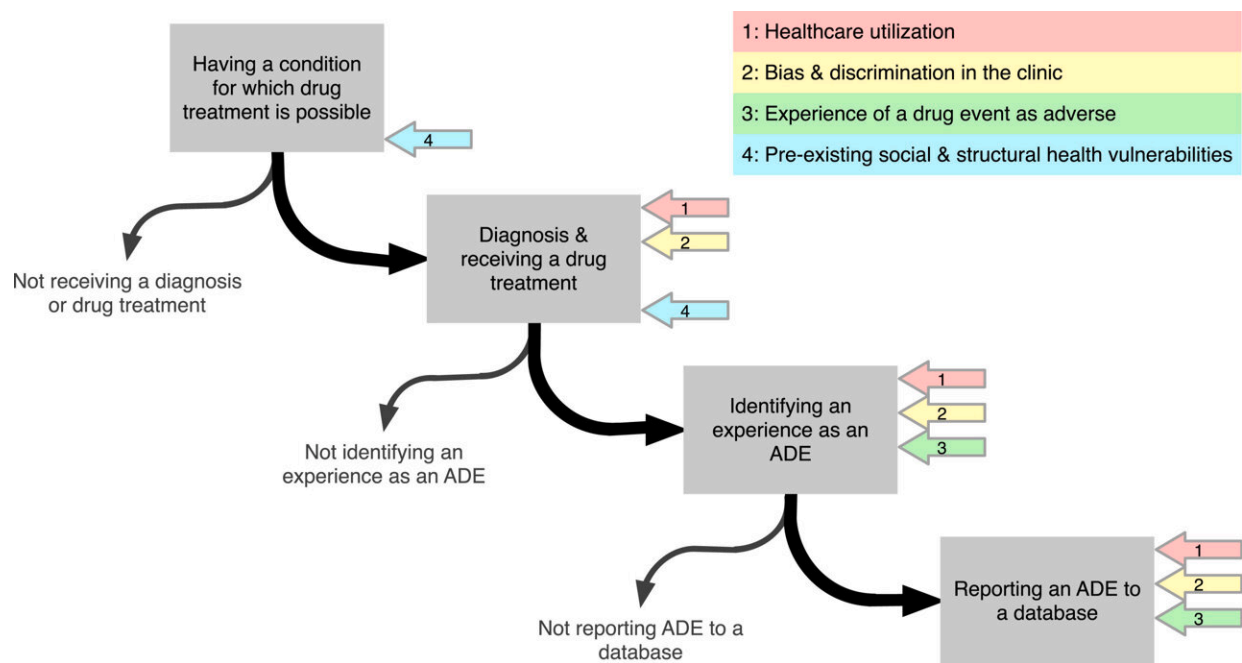 Having a condition
for which drug
treatment is possible
4
1: Healthcare utilization
2: Bias & discrimination in the clinic
3: Experience of a drug event as adverse
4: Pre-existing social & structural health vulnerabilities
Not receiving a diagnosis
or drug treatment
Diagnosis &
receiving a drug
treatment
1
2
4
Not identifying an
experience as an ADE
Identifying an
experience as an
ADE
1
2
3
Not reporting ADE to a
database
Reporting an ADE to
a database
1
2
3